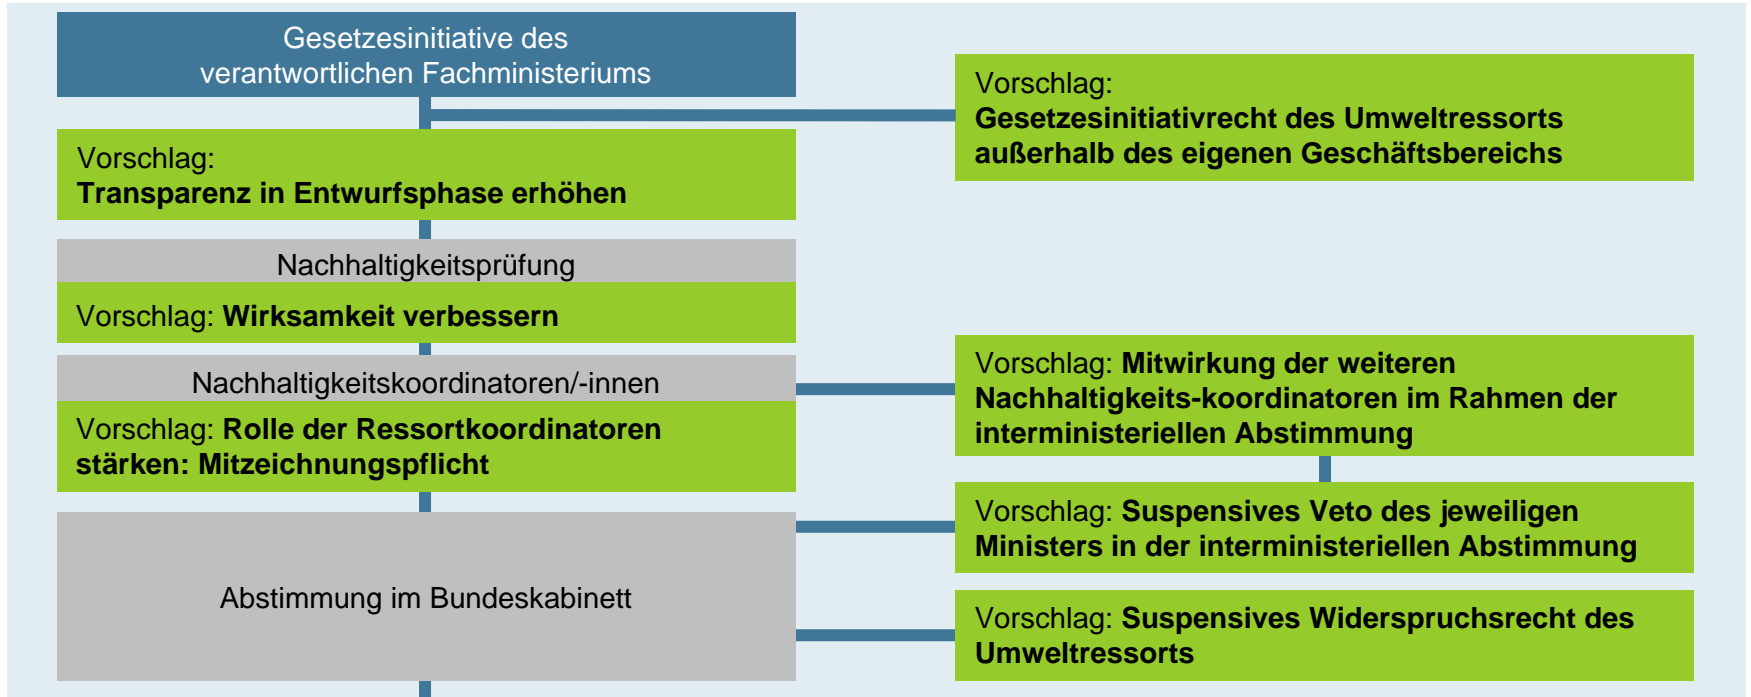 Gesetzesinitiative des
verantwortlichen Fachministeriums
Vorschlag:
Gesetzesinitiativrecht des Umweltressorts
außerhalb des eigenen Geschäftsbereichs
Vorschlag:
Transparenz in Entwurfsphase erhöhen
Nachhaltigkeitsprüfung
Vorschlag: Wirksamkeit verbessern
Nachhaltigkeitskoordinatoren/-innen
Vorschlag: Rolle der Ressortkoordinatoren
stärken: Mitzeichnungspflicht
Vorschlag: Mitwirkung der weiteren
Nachhaltigkeits-koordinatoren im Rahmen der
interministeriellen Abstimmung
Vorschlag: Suspensives Veto des jeweiligen
Ministers in der interministeriellen Abstimmung
Abstimmung im Bundeskabinett
Vorschlag: Suspensives Widerspruchsrecht des
Umweltressorts